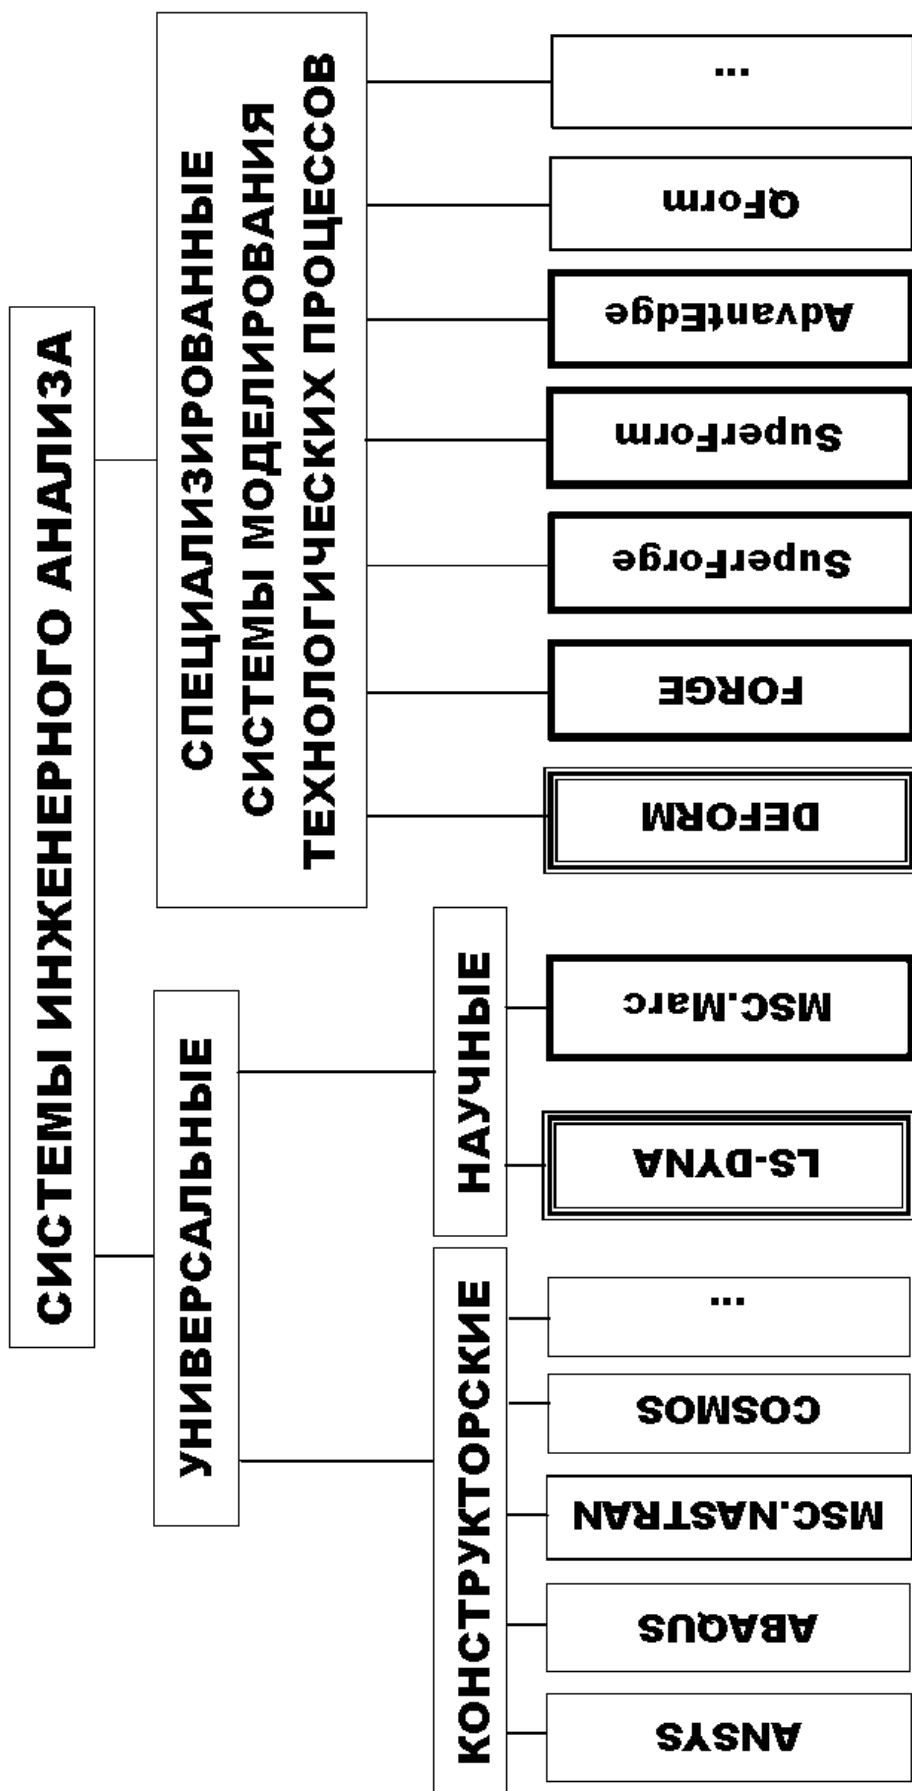 СИСТЕМЫ ИНЖЕНЕРНОГО АНАЛИЗА
УНИВЕРСАЛЬНЫЕ
СПЕЦИАЛИЗИРОВАННЫЕ
СИСТЕМЫ МОДЕЛИРОВАНИЯ
ТЕХНОЛОГИЧЕСКИХ ПРОЦЕССОВ
КОНСТРУКТОРСКИЕ
НАУЧНЫЕ
ANSYS
ABAQUS
MSC.NASTRAN
COSMOS
...
LS-DYNA
MSC.Marc
DEFORM
FORGE
SuperForge
SuperForm
AdvantEdge
QForm
...